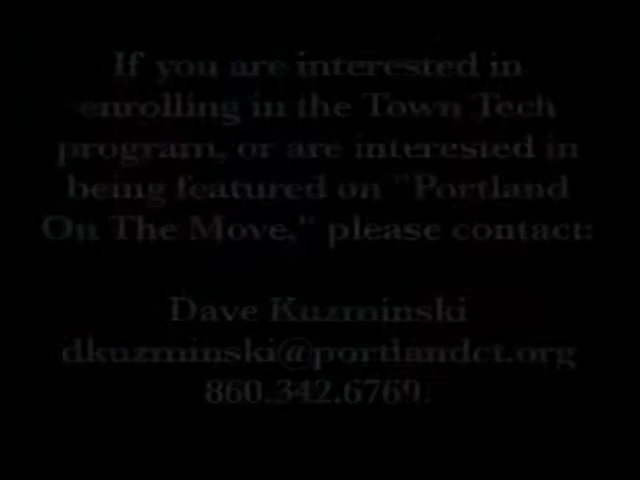 If you are interested in
enrolling in the Town Tech
program, or are interested in
being featured on "Portland
On The Move," please contact:
Dave Kuzminski
dkuzminski@portlandct.org
860.342.6769.